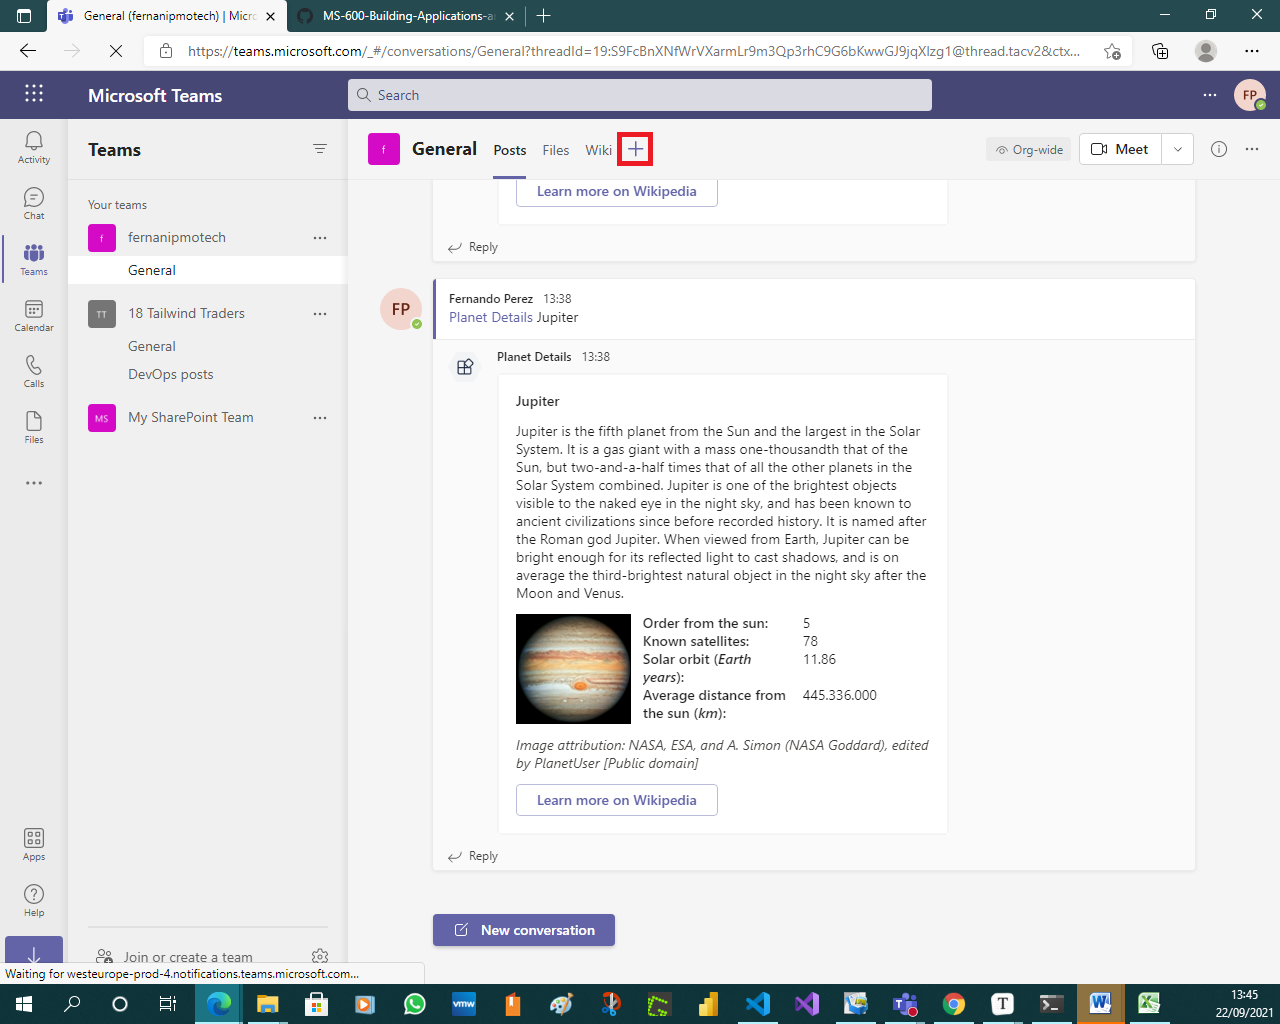 General (fernanipmotech) | Micro
MS-600-Building-Applications-a
https://teams.microsoft.com/_#/conversations/General?threadId=19:S9FcBnXNfWrVXarmLr9m3Qp3rhC9G6bKwwGJ9jqXlzg1@thread.tacv2&ctx...
Microsoft Teams
Search
FP
Activity
Chat
Teams
Calendar
Calls
Files
Apps
Help
Teams
Your teams
f
fernanipmotech
General
TT
18 Tailwind Traders
General
DevOps posts
MS
My SharePoint Team
Join or create a team
f
General
Posts
Files
Wiki
Org-wide
Meet
Learn more on Wikipedia
Reply
FP
Fernando Perez 13:38
Planet Details Jupiter
Planet Details 13:38
Jupiter
Jupiter is the fifth planet from the Sun and the largest in the Solar
System. It is a gas giant with a mass one-thousandth that of the
Sun, but two-and-a-half times that of all the other planets in the
Solar System combined. Jupiter is one of the brightest objects
visible to the naked eye in the night sky, and has been known to
ancient civilizations since before recorded history. It is named after
the Roman god Jupiter. When viewed from Earth, Jupiter can be
bright enough for its reflected light to cast shadows, and is on
average the third-brightest natural object in the night sky after the
Moon and Venus.
Order from the sun: 5
Known satellites: 78
Solar orbit (Earth 11.86
years):
Average distance from 445.336.000
the sun (km):
Image attribution: NASA, ESA, and A. Simon (NASA Goddard), edited
by PlanetUser [Public domain]
Learn more on Wikipedia
Reply
New conversation
Waiting for westeurope-prod-4.notifications.teams.microsoft.com...
vmw
T
13:45
22/09/2021